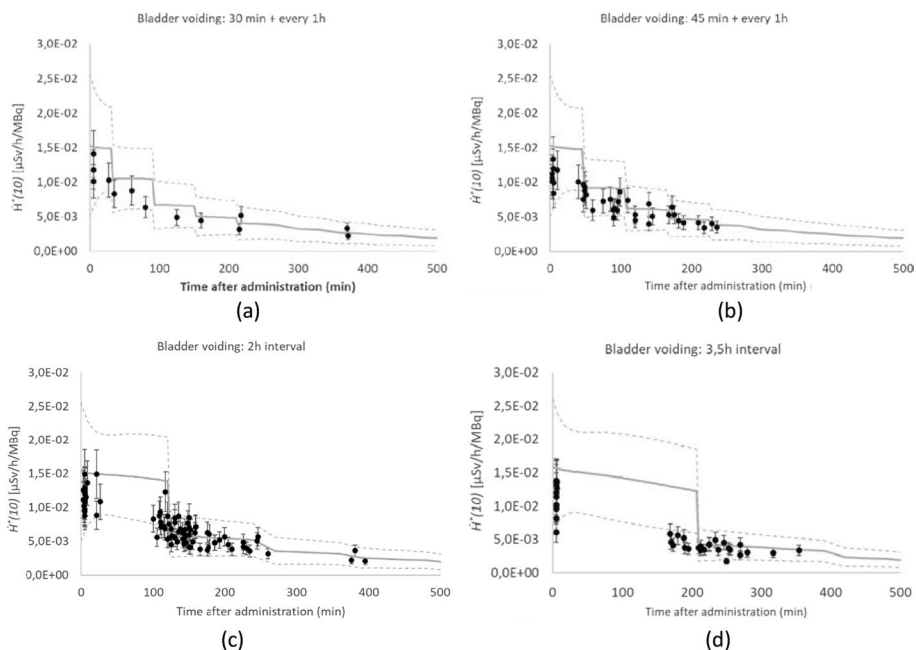 Bladder voiding: 30 min + every 1h
Ḣ*(10) [µSv/h/MBq]
3,0E-02
2,5E-02
2,0E-02
1,5E-02
1,0E-02
5,0E-03
0,0E+00
0 100 200 300 400 500
Time after administration (min)
(a)
Bladder voiding: 45 min + every 1h
Ḣ*(10) [µSv/h/MBq]
3,0E-02
2,5E-02
2,0E-02
1,5E-02
1,0E-02
5,0E-03
0,0E+00
0 100 200 300 400 500
Time after administration (min)
(b)
Bladder voiding: 2h interval
Ḣ*(10) [µSv/h/MBq]
3,0E-02
2,5E-02
2,0E-02
1,5E-02
1,0E-02
5,0E-03
0,0E+00
0 100 200 300 400 500
Time after administration (min)
(c)
Bladder voiding: 3,5h interval
Ḣ*(10) [µSv/h/MBq]
3,0E-02
2,5E-02
2,0E-02
1,5E-02
1,0E-02
5,0E-03
0,0E+00
0 100 200 300 400 500
Time after administration (min)
(d)